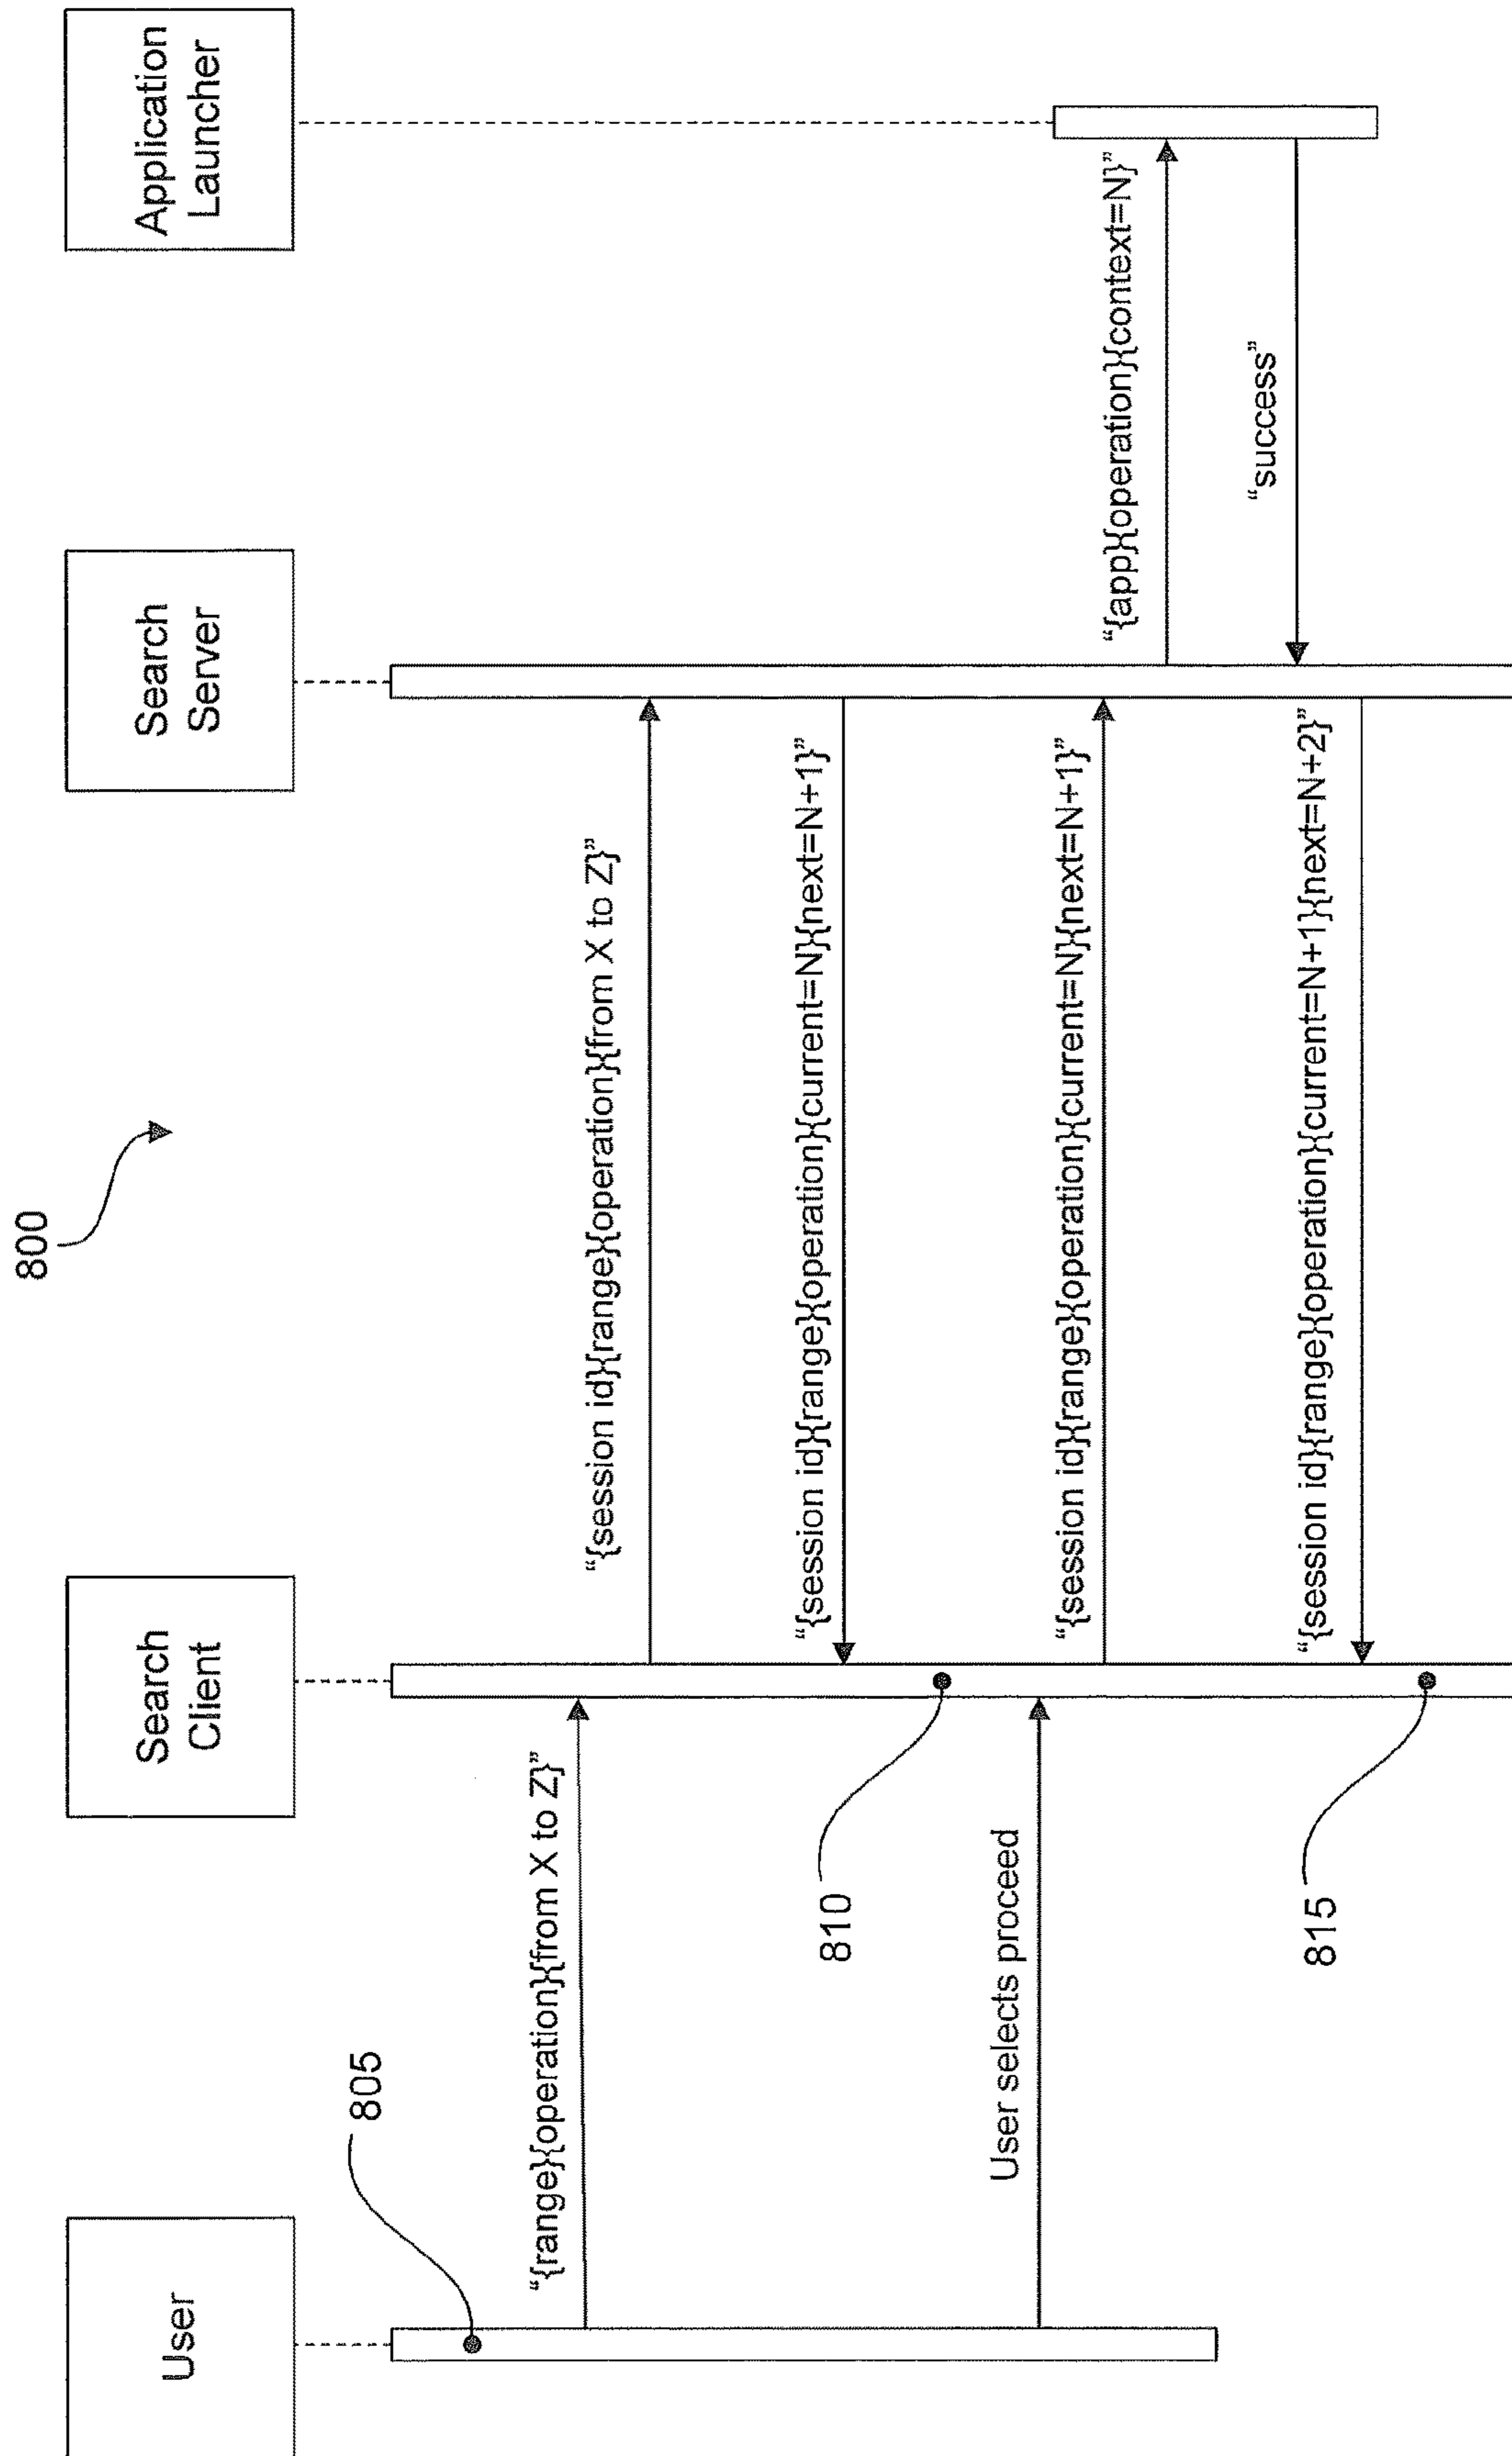 800
User
Search
Client
Search
Server
Application
Launcher
805
“{range}{operation}{from X to Z}”
“{session id}{range}{operation}{from X to Z}”
“{session id}{range}{operation}{current=N}{next=N+1}”
810
User selects proceed
“{session id}{range}{operation}{current=N}{next=N+1}”
“{app}{operation}{context=N}”
“success”
“{session id}{range}{operation}{current=N+1}{next=N+2}”
815